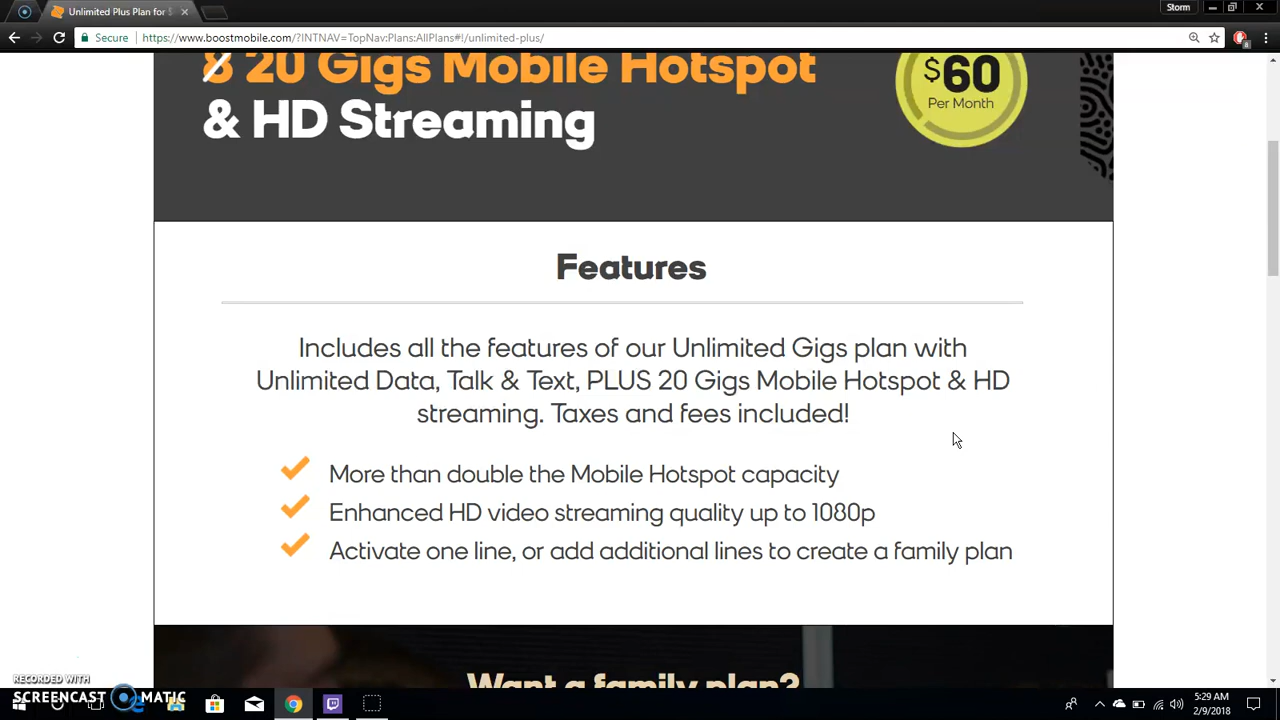 Unlimited Plus Plan for $
Storm
Secure
https://www.boostmobile.com/?INTNAV=TopNav:Plans:AllPlans#!/unlimited-plus/
8 20 Gigs Mobile Hotspot
& HD Streaming
$60
Per Month
Features
Includes all the features of our Unlimited Gigs plan with
Unlimited Data, Talk & Text, PLUS 20 Gigs Mobile Hotspot & HD
streaming. Taxes and fees included!
More than double the Mobile Hotspot capacity
Enhanced HD video streaming quality up to 1080p
Activate one line, or add additional lines to create a family plan
Want a family plan?
RECORDED WITH
SCREENCAST MATIC
5:29 AM
2/9/2018